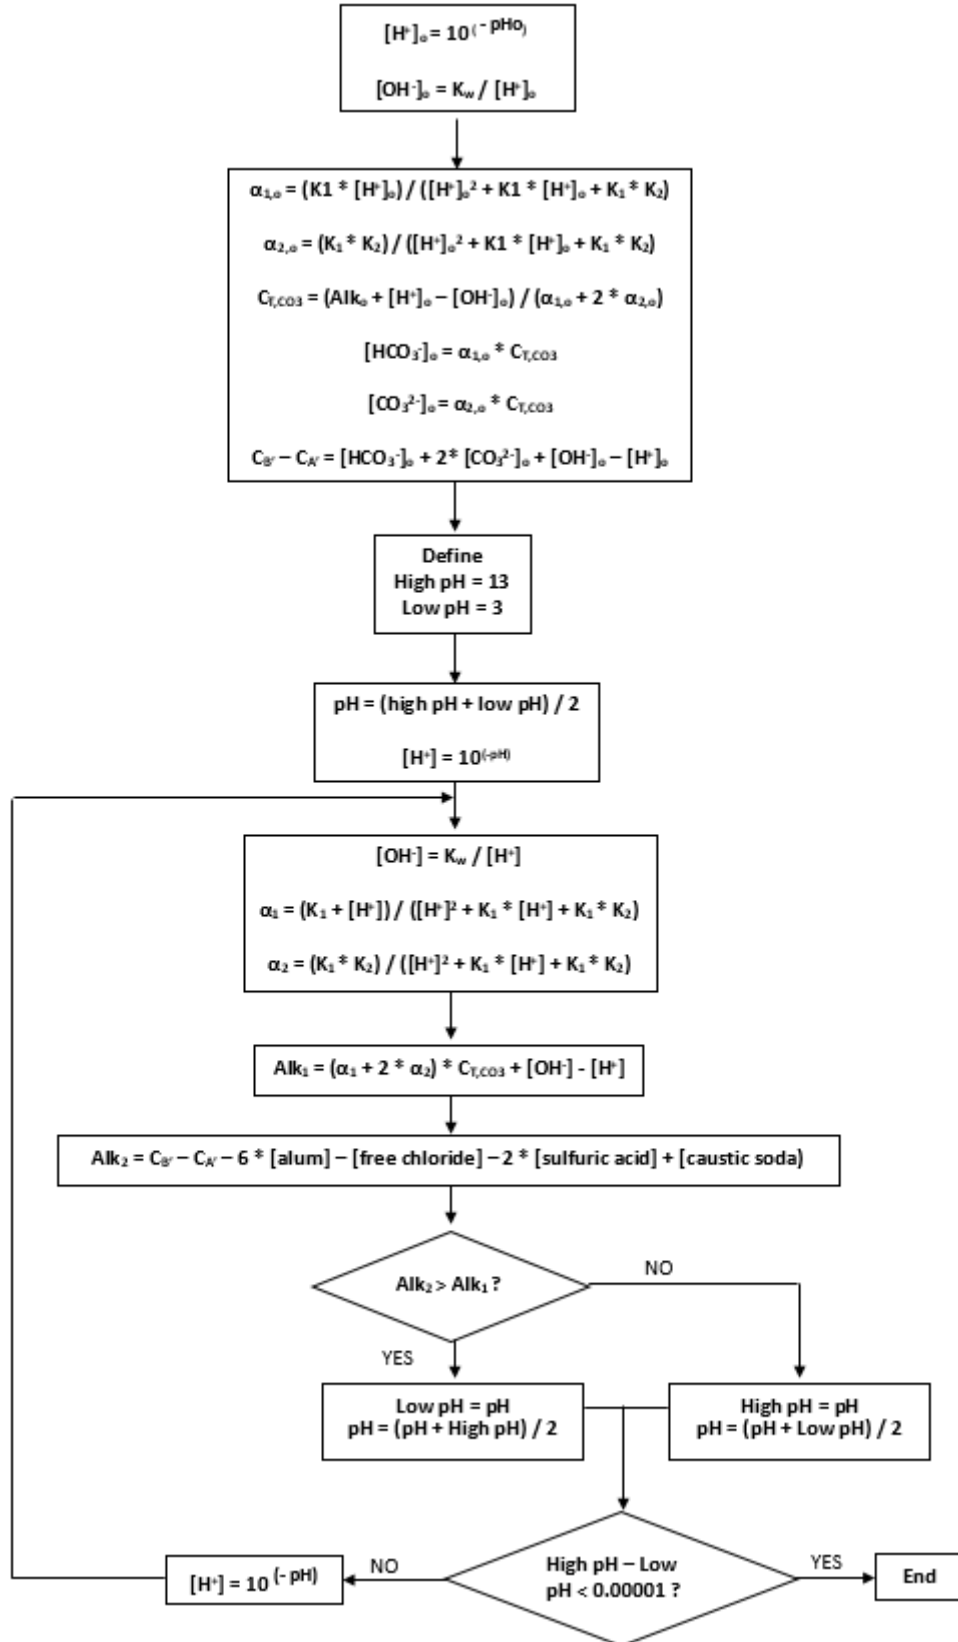 [H⁺]ₒ = 10⁽ ⁻ ᵖᴴᵒ⁾
[OH⁻]ₒ = K_w / [H⁺]ₒ
α₁,ₒ = (K1 * [H⁺]ₒ) / ([H⁺]ₒ² + K1 * [H⁺]ₒ + K₁ * K₂)
α₂,ₒ = (K₁ * K₂) / ([H⁺]ₒ² + K1 * [H⁺]ₒ + K₁ * K₂)
C_T,CO3 = (Alkₒ + [H⁺]ₒ – [OH⁻]ₒ) / (α₁,ₒ + 2 * α₂,ₒ)
[HCO₃⁻]ₒ = α₁,ₒ * C_T,CO3
[CO₃²⁻]ₒ = α₂,ₒ * C_T,CO3
C_B' – C_A' = [HCO₃⁻]ₒ + 2* [CO₃²⁻]ₒ + [OH⁻]ₒ – [H⁺]ₒ
Define
High pH = 13
Low pH = 3
pH = (high pH + low pH) / 2
[H⁺] = 10⁽⁻ᵖᴴ⁾
[OH⁻] = K_w / [H⁺]
α₁ = (K₁ + [H⁺]) / ([H⁺]² + K₁ * [H⁺] + K₁ * K₂)
α₂ = (K₁ * K₂) / ([H⁺]² + K₁ * [H⁺] + K₁ * K₂)
Alk₁ = (α₁ + 2 * α₂) * C_T,CO3 + [OH⁻] - [H⁺]
Alk₂ = C_B' – C_A' – 6 * [alum] – [free chloride] – 2 * [sulfuric acid] + [caustic soda)
Alk₂ > Alk₁ ?
NO
YES
Low pH = pH
pH = (pH + High pH) / 2
High pH = pH
pH = (pH + Low pH) / 2
High pH – Low
pH < 0.00001 ?
NO
YES
[H⁺] = 10 ⁽⁻ ᵖᴴ⁾
End